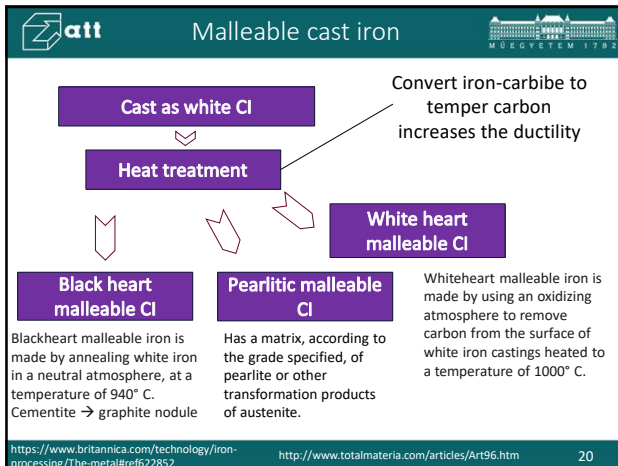 att
Malleable cast iron
MŰEGYETEM 1782
Convert iron-carbibe to
temper carbon
increases the ductility
Cast as white CI
Heat treatment
White heart
malleable CI
Black heart
malleable CI
Pearlitic malleable
CI
Blackheart malleable iron is
made by annealing white iron
in a neutral atmosphere, at a
temperature of 940° C.
Cementite → graphite nodule
Has a matrix, according to
the grade specified, of
pearlite or other
transformation products
of austenite.
Whiteheart malleable iron is
made by using an oxidizing
atmosphere to remove
carbon from the surface of
white iron castings heated to
a temperature of 1000° C.
https://www.britannica.com/technology/iron-
processing/The-metal#ref622852
http://www.totalmateria.com/articles/Art96.htm
20